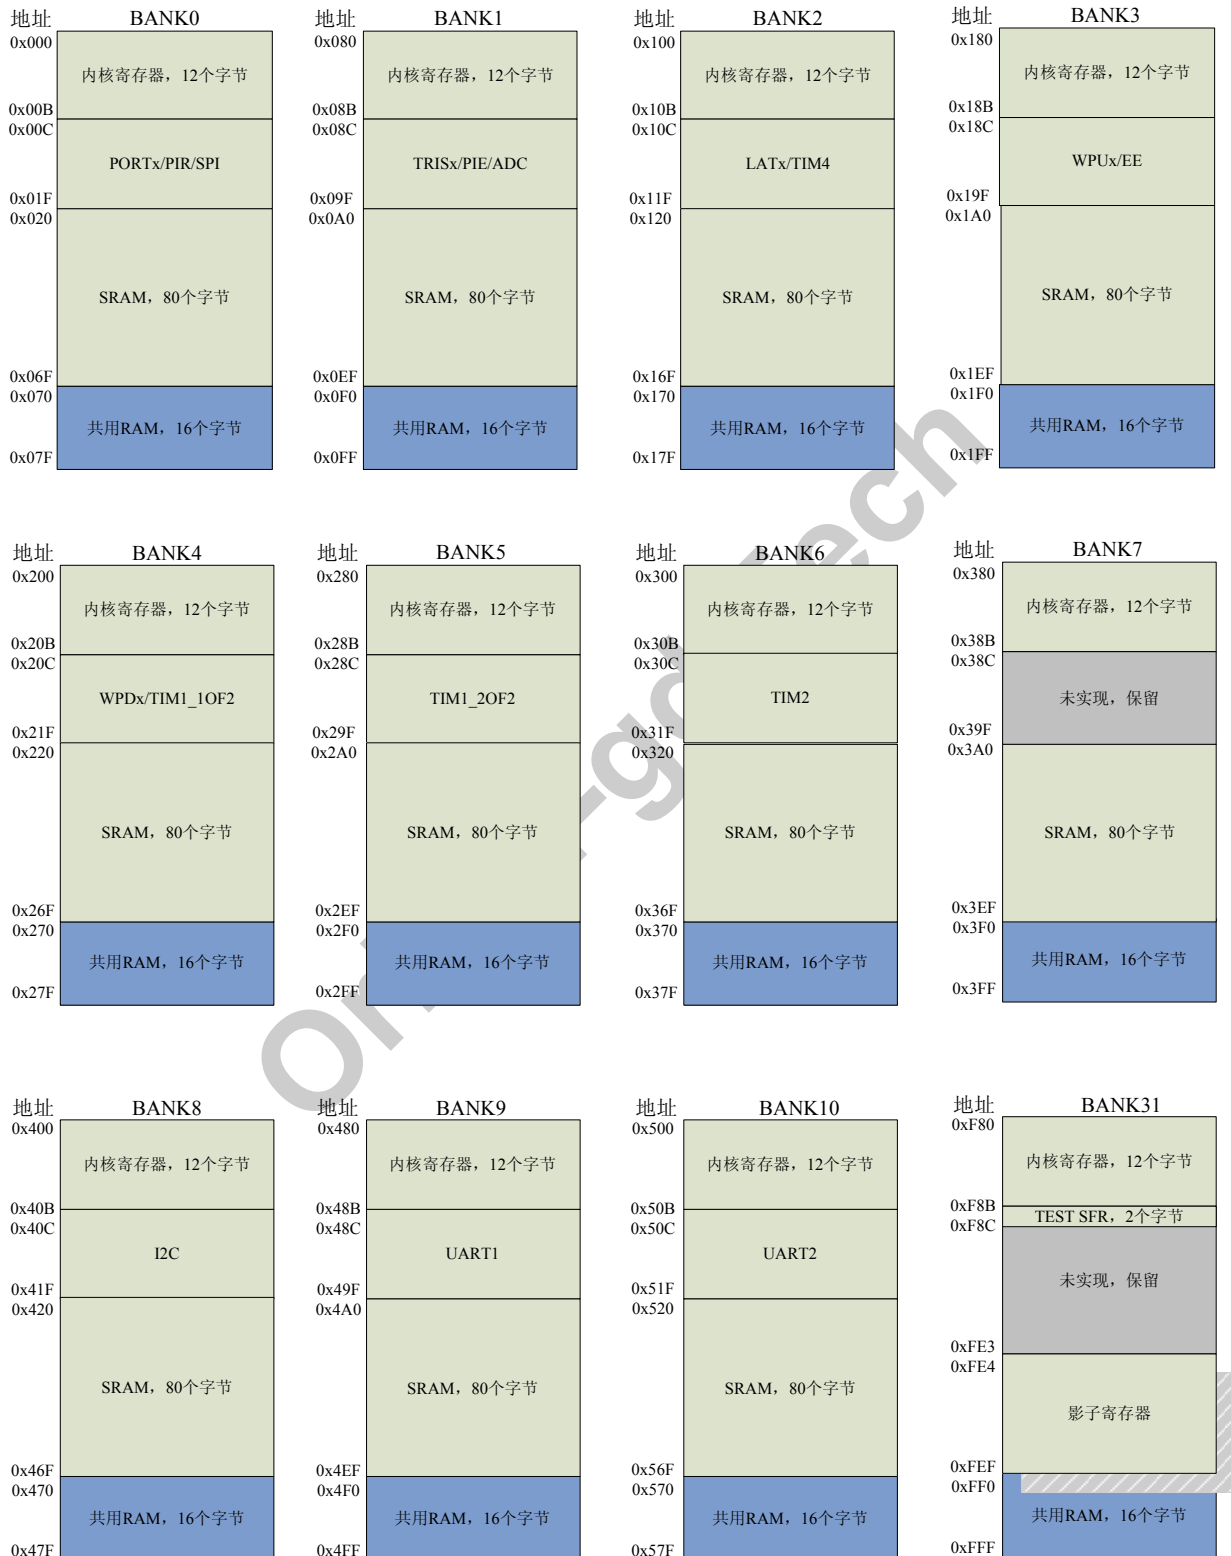 地址 BANK0
0x000
内核寄存器，12个字节
0x00B
0x00C
PORTx/PIR/SPI
0x01F
0x020
SRAM，80个字节
0x06F
0x070
共用RAM，16个字节
0x07F
地址 BANK1
0x080
内核寄存器，12个字节
0x08B
0x08C
TRISx/PIE/ADC
0x09F
0x0A0
SRAM，80个字节
0x0EF
0x0F0
共用RAM，16个字节
0x0FF
地址 BANK2
0x100
内核寄存器，12个字节
0x10B
0x10C
LATx/TIM4
0x11F
0x120
SRAM，80个字节
0x16F
0x170
共用RAM，16个字节
0x17F
地址 BANK3
0x180
内核寄存器，12个字节
0x18B
0x18C
WPUx/EE
0x19F
0x1A0
SRAM，80个字节
0x1EF
0x1F0
共用RAM，16个字节
0x1FF
地址 BANK4
0x200
内核寄存器，12个字节
0x20B
0x20C
WPDx/TIM1_1OF2
0x21F
0x220
SRAM，80个字节
0x26F
0x270
共用RAM，16个字节
0x27F
地址 BANK5
0x280
内核寄存器，12个字节
0x28B
0x28C
TIM1_2OF2
0x29F
0x2A0
SRAM，80个字节
0x2EF
0x2F0
共用RAM，16个字节
0x2FF
地址 BANK6
0x300
内核寄存器，12个字节
0x30B
0x30C
TIM2
0x31F
0x320
SRAM，80个字节
0x36F
0x370
共用RAM，16个字节
0x37F
地址 BANK7
0x380
内核寄存器，12个字节
0x38B
0x38C
未实现，保留
0x39F
0x3A0
SRAM，80个字节
0x3EF
0x3F0
共用RAM，16个字节
0x3FF
地址 BANK8
0x400
内核寄存器，12个字节
0x40B
0x40C
I2C
0x41F
0x420
SRAM，80个字节
0x46F
0x470
共用RAM，16个字节
0x47F
地址 BANK9
0x480
内核寄存器，12个字节
0x48B
0x48C
UART1
0x49F
0x4A0
SRAM，80个字节
0x4EF
0x4F0
共用RAM，16个字节
0x4FF
地址 BANK10
0x500
内核寄存器，12个字节
0x50B
0x50C
UART2
0x51F
0x520
SRAM，80个字节
0x56F
0x570
共用RAM，16个字节
0x57F
地址 BANK31
0xF80
内核寄存器，12个字节
0xF8B
TEST SFR，2个字节
0xF8C
未实现，保留
0xFE3
0xFE4
影子寄存器
0xFEF
0xFF0
共用RAM，16个字节
0xFFF